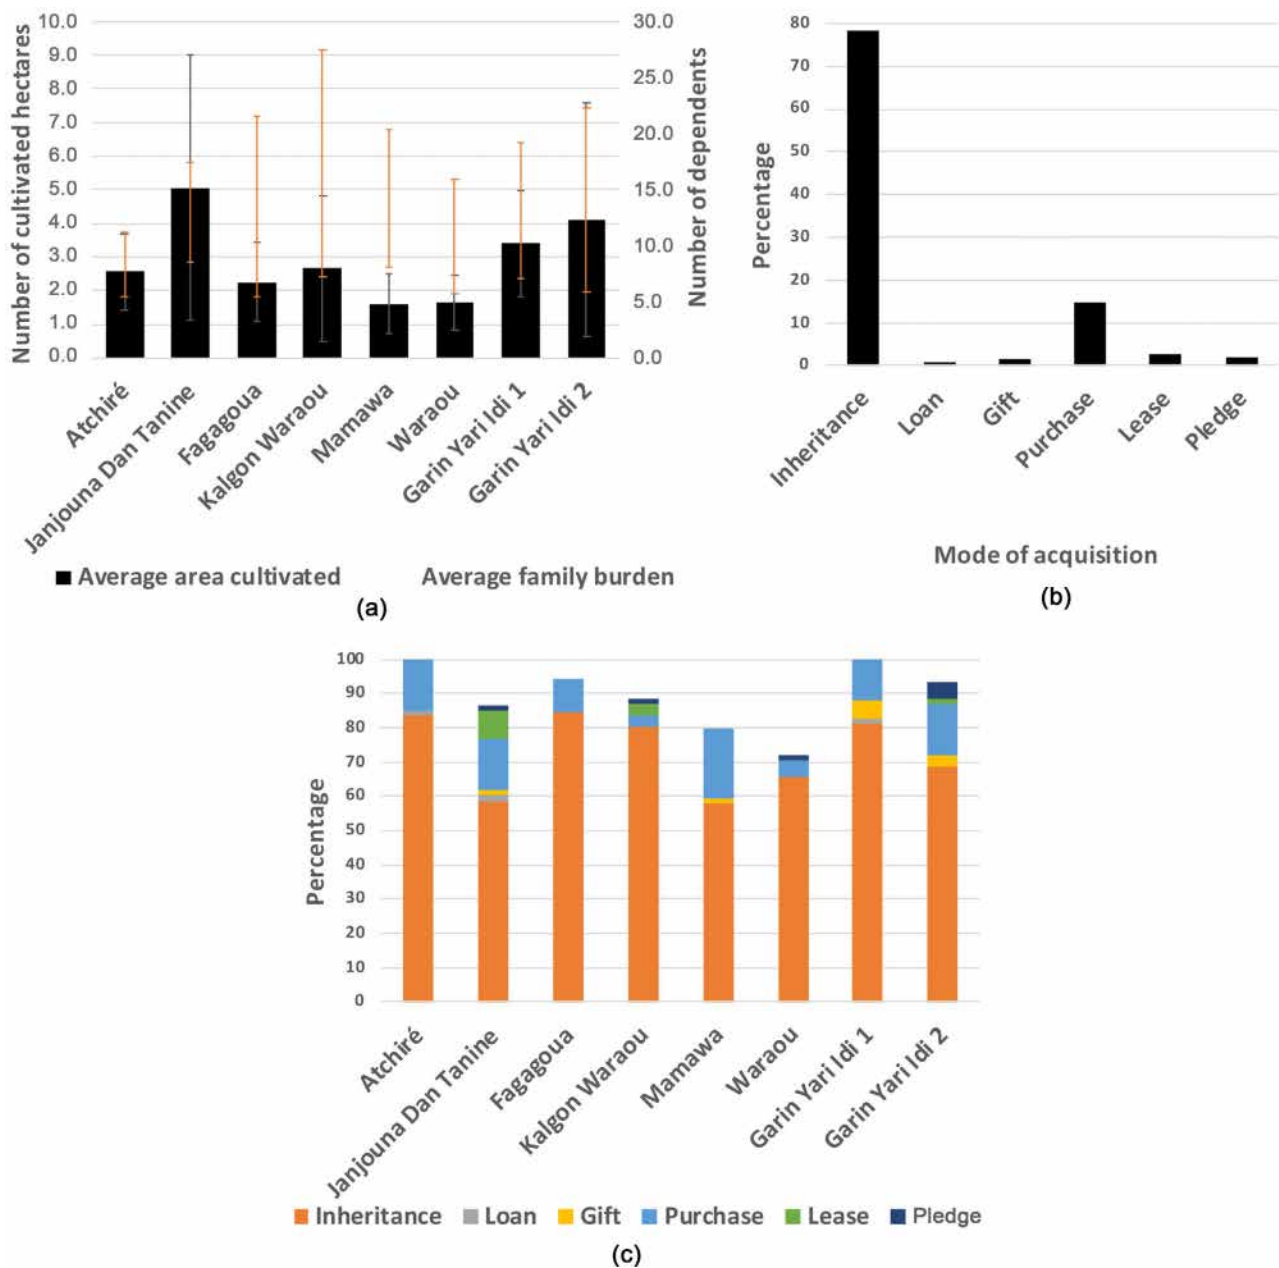 Number of cultivated hectares
10.0
9.0
8.0
7.0
6.0
5.0
4.0
3.0
2.0
1.0
0.0
30.0
25.0
20.0
15.0
10.0
5.0
0.0
Number of dependents
Atchiré
Janjouna Dan Tanine
Fagagoua
Kalgon Waraou
Mamawa
Waraou
Garin Yari Idi 1
Garin Yari Idi 2
Average area cultivated
Average family burden
(a)
Percentage
80
70
60
50
40
30
20
10
0
Inheritance
Loan
Gift
Purchase
Lease
Pledge
Mode of acquisition
(b)
Percentage
100
90
80
70
60
50
40
30
20
10
0
Atchiré
Janjouna Dan Tanine
Fagagoua
Kalgon Waraou
Mamawa
Waraou
Garin Yari Idi 1
Garin Yari Idi 2
Inheritance Loan Gift Purchase Lease Pledge
(c)